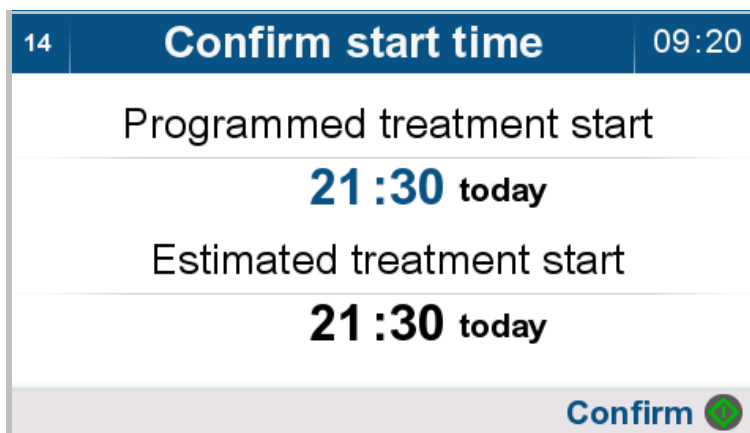 14 Confirm start time 09:20
Programmed treatment start
21:30 today
Estimated treatment start
21:30 today
Confirm